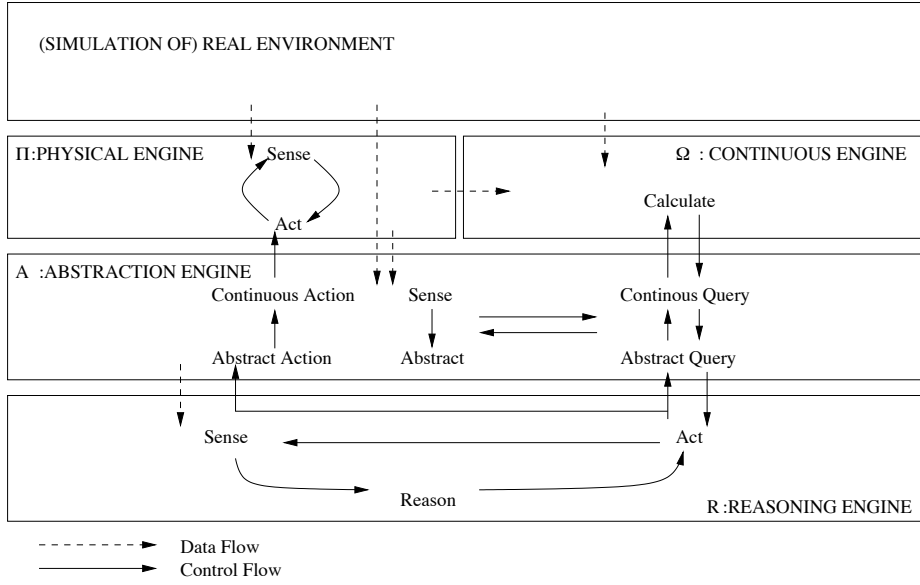 (SIMULATION OF) REAL ENVIRONMENT
Π:PHYSICAL ENGINE
Sense
Act
Ω : CONTINUOUS ENGINE
Calculate
A :ABSTRACTION ENGINE
Continuous Action
Sense
Continous Query
Abstract Action
Abstract
Abstract Query
Sense
Act
Reason
R :REASONING ENGINE
Data Flow
Control Flow